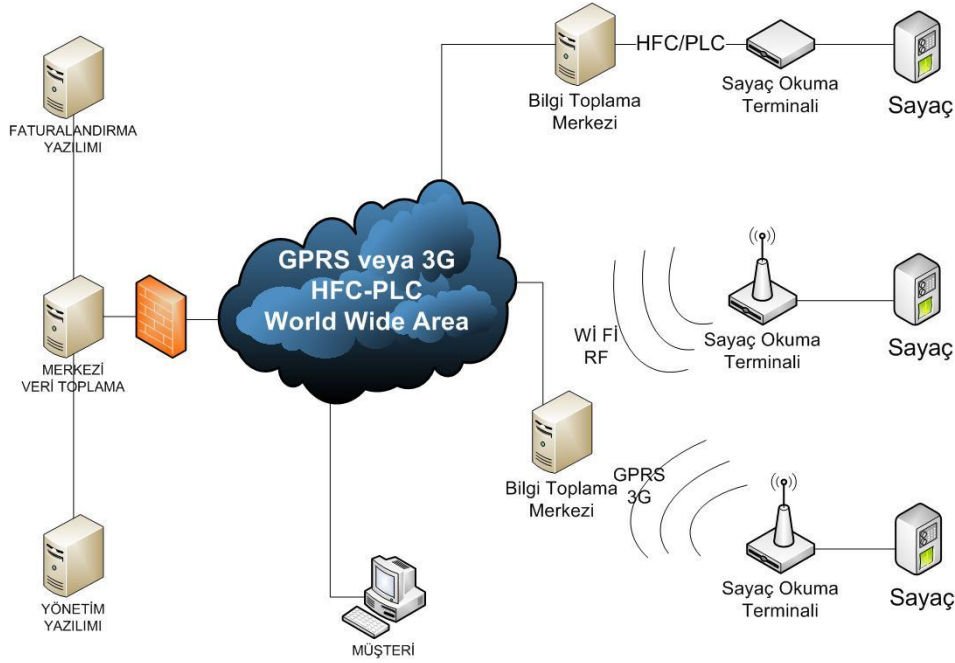 FATURALANDIRMA
YAZILIMI
MERKEZİ
VERİ TOPLAMA
YÖNETİM
YAZILIMI
GPRS veya 3G
HFC-PLC
World Wide Area
MÜŞTERİ
Bilgi Toplama
Merkezi
HFC/PLC
Sayaç Okuma
Terminali
Sayaç
Wİ Fİ
RF
Sayaç Okuma
Terminali
Sayaç
Bilgi Toplama
Merkezi
GPRS
3G
Sayaç Okuma
Terminali
Sayaç